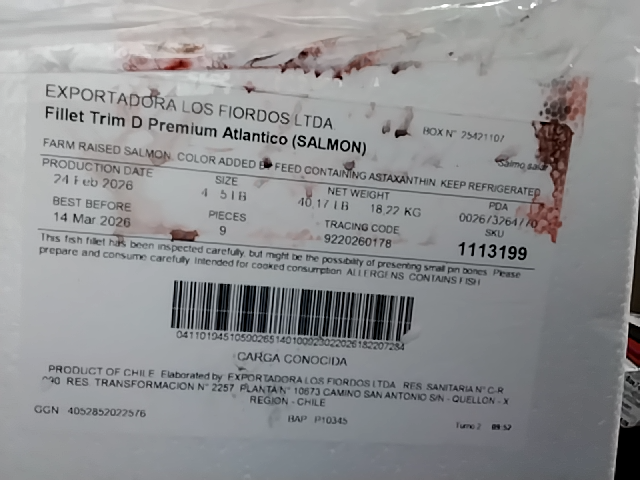 EXPORTADORA LOS FIORDOS LTDA
Fillet Trim D Premium Atlantico (SALMON)
BOX N° 25421107
Salmo
FARM RAISED SALMON. COLOR ADDED BY FEED CONTAINING ASTAXANTHIN. KEEP REFRIGERATED
PRODUCTION DATE SIZE NET WEIGHT PDA
24 Feb 2026 4 5 LB 40.17 LB 18.22 KG
BEST BEFORE PIECES TRACING CODE SKU
14 Mar 2026 9 9220260178 1113199
This fish fillet has been inspected carefully, but might be the possibility of presenting small pin bones. Please
prepare and consume carefully. Intended for cooked consumption. ALLERGENS: CONTAINS FISH
CARGA CONOCIDA
PRODUCT OF CHILE. Elaborated by: EXPORTADORA LOS FIORDOS LTDA. RES. SANITARIA N° C-R
RES. TRANSFORMACION N° 2257. PLANTA N° 10673 CAMINO SAN ANTONIO S/N - QUELLON - X
REGION - CHILE
GGN 4052852022576
BAP P10345
Turno 2 09:52